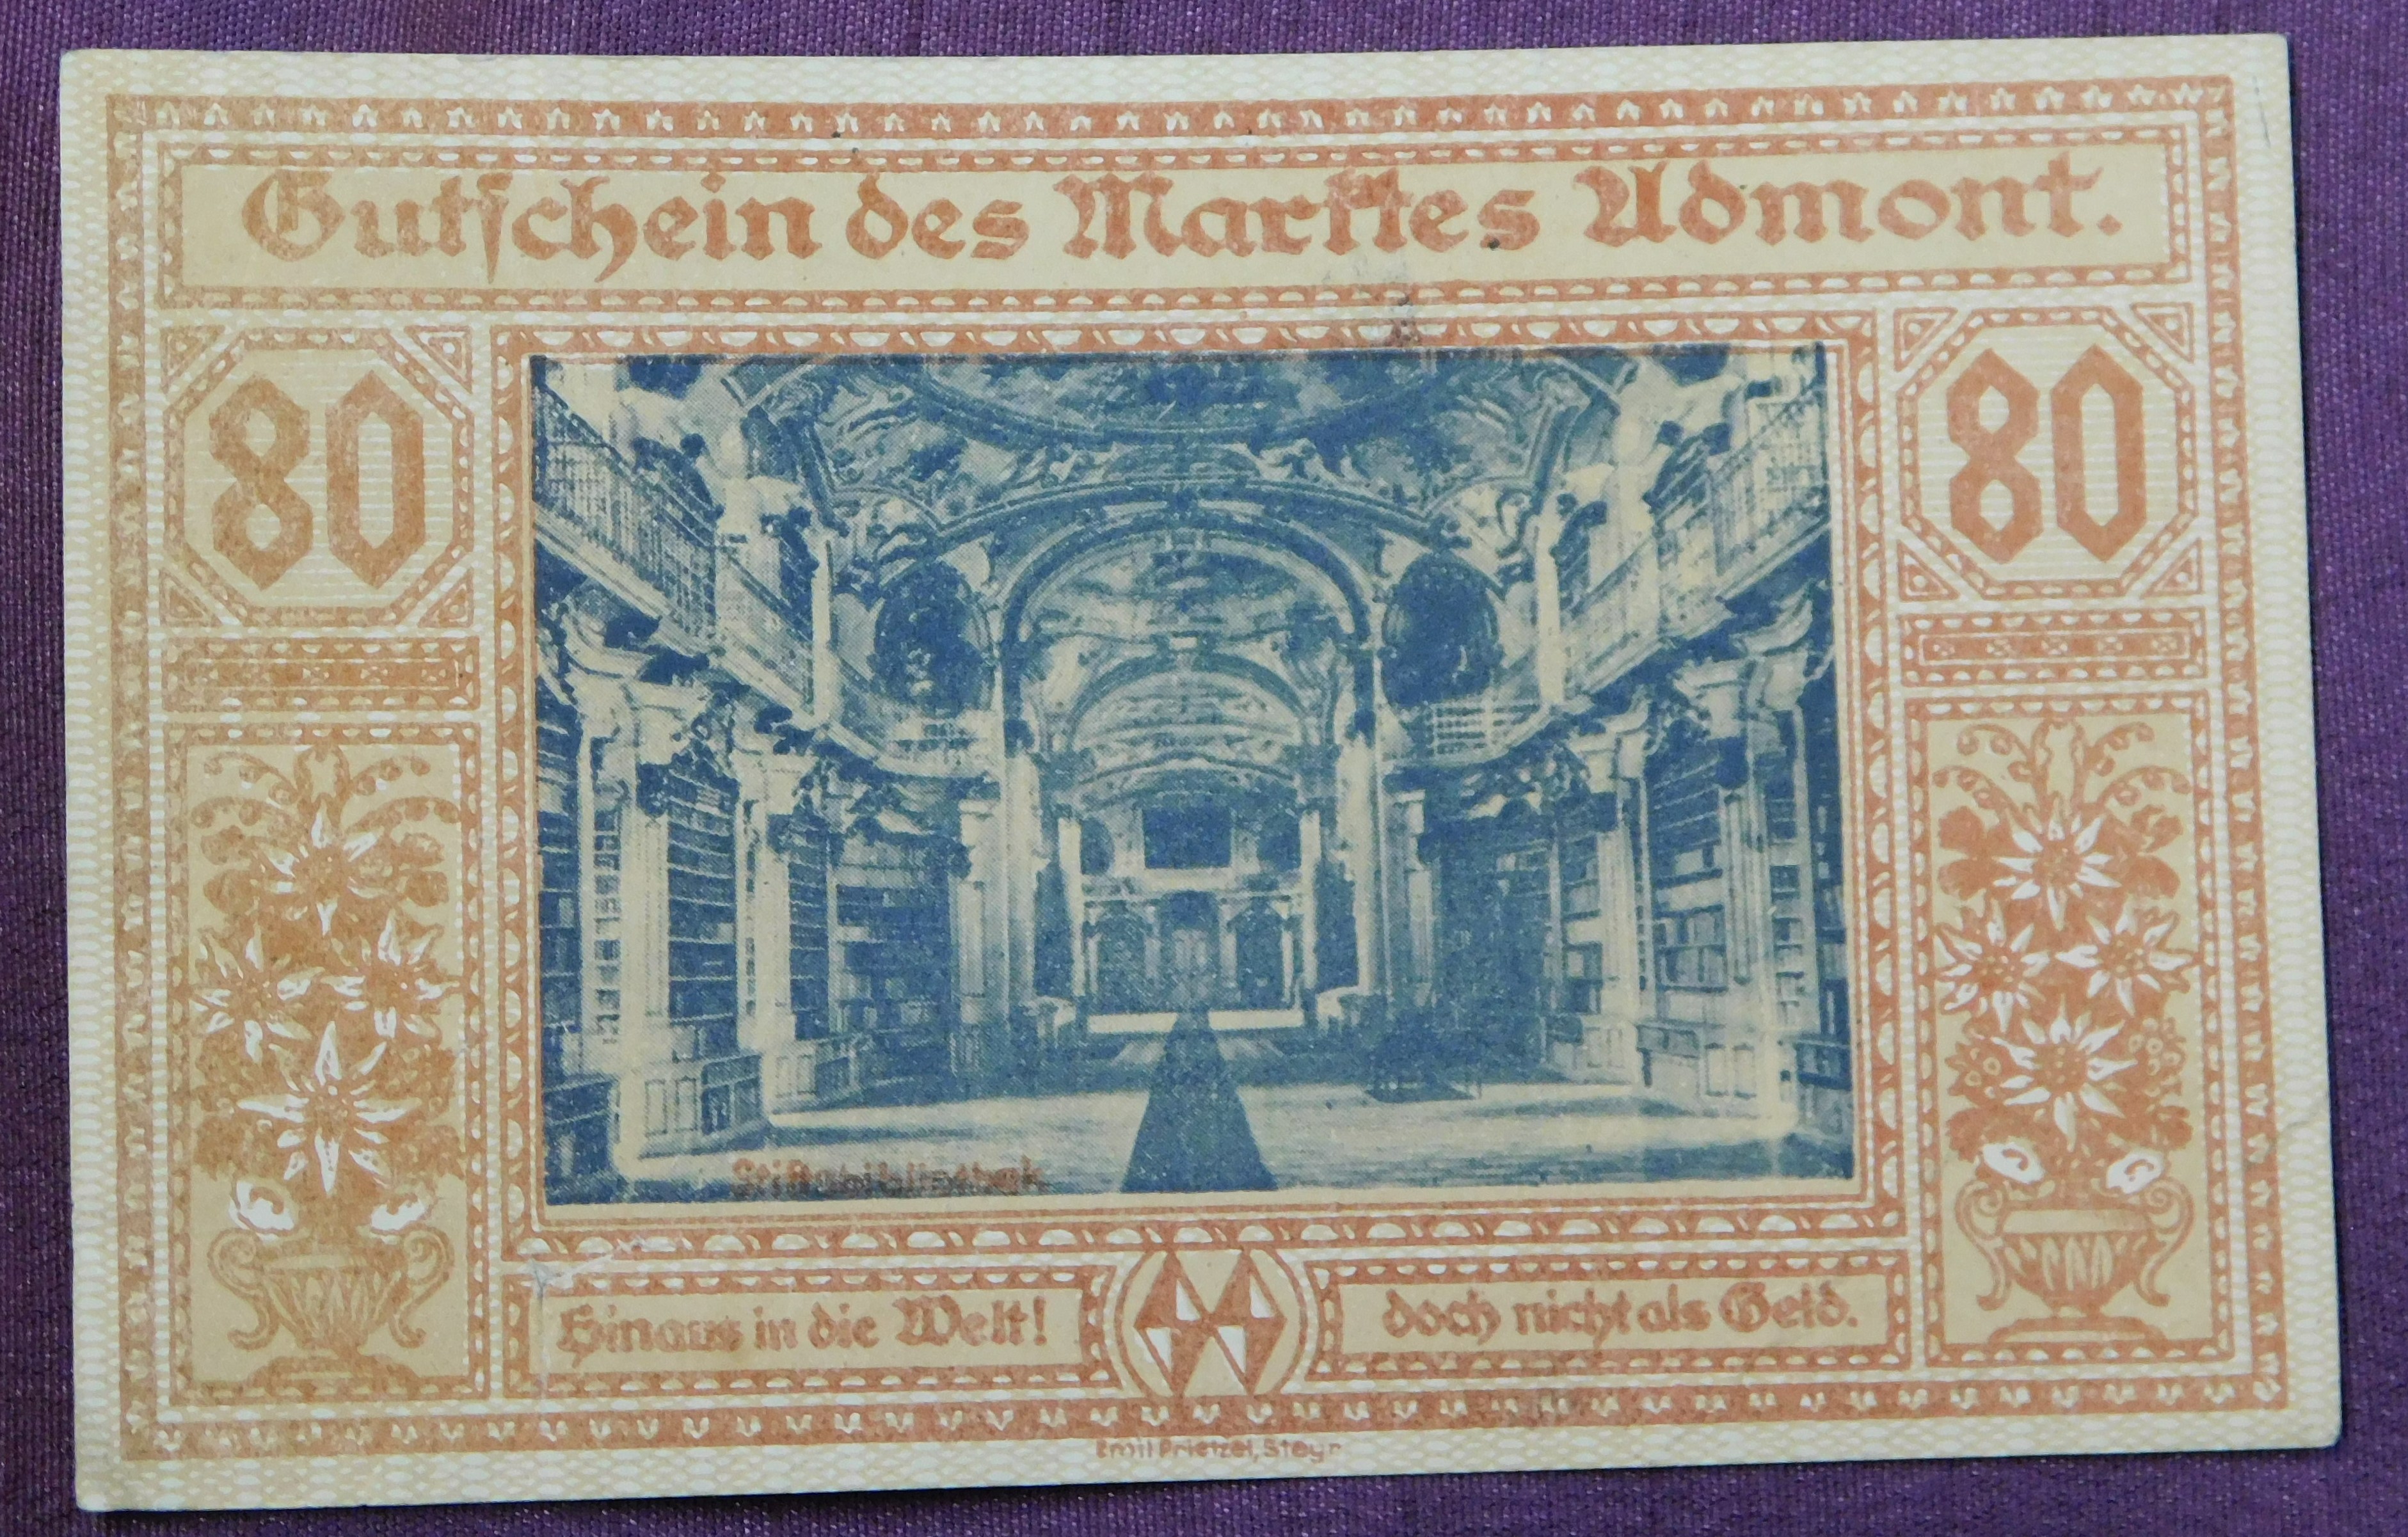 Gutschein des Marktes Admont.
80
80
Stiftsbibliothek
Hinaus in die Welt!
doch nicht als Geld.
Emil Prietzel, Steyr